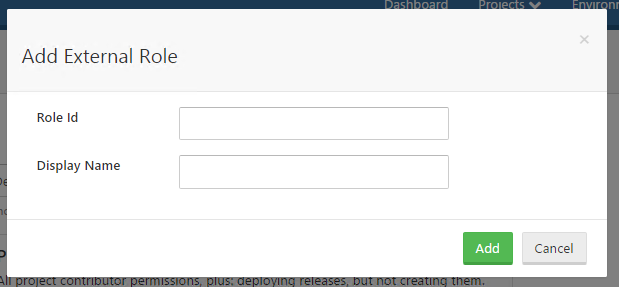 Dashboard Projects Environ
Add External Role
×
Role Id
Display Name
Add Cancel
All project contributor permissions, plus: deploying releases, but not creating them.